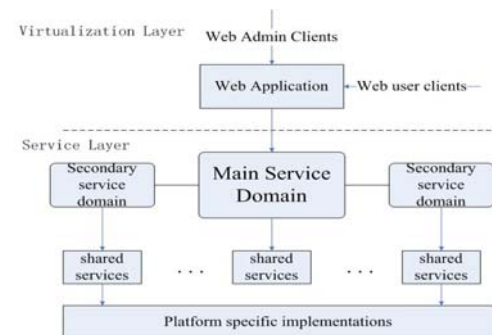 Virtualization Layer
Web Admin Clients
Web Application
Web user clients
Service Layer
Secondary
service
domain
Main Service
Domain
Secondary
service
domain
shared
services
. . .
shared
services
. . .
shared
services
Platform specific implementations